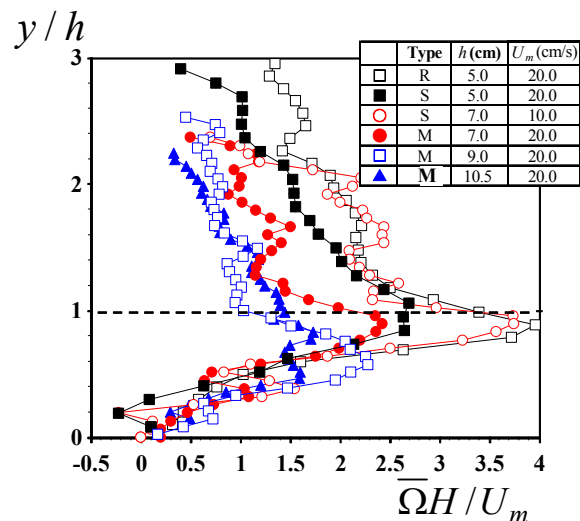 y / h
3
2
1
0
Type h (cm) U_m (cm/s)
R 5.0 20.0
S 5.0 20.0
S 7.0 10.0
M 7.0 20.0
M 9.0 20.0
M 10.5 20.0
-0.5 0 0.5 1 1.5 2 2.5 3 3.5 4
Ω̅H / U_m